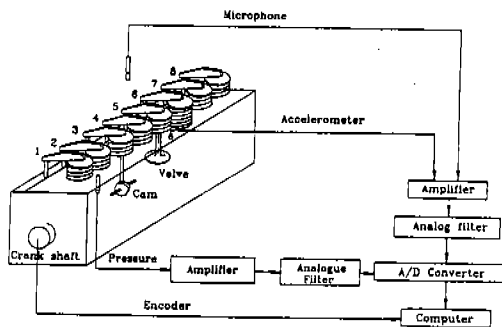 Microphone
8
7
6
5
4
3
2
1
Accelerometer
Valve
Cam
Amplifier
Analog filter
Crank shaft
Pressure
Amplifier
Analogue
Filter
A/D Converter
Encoder
Computer